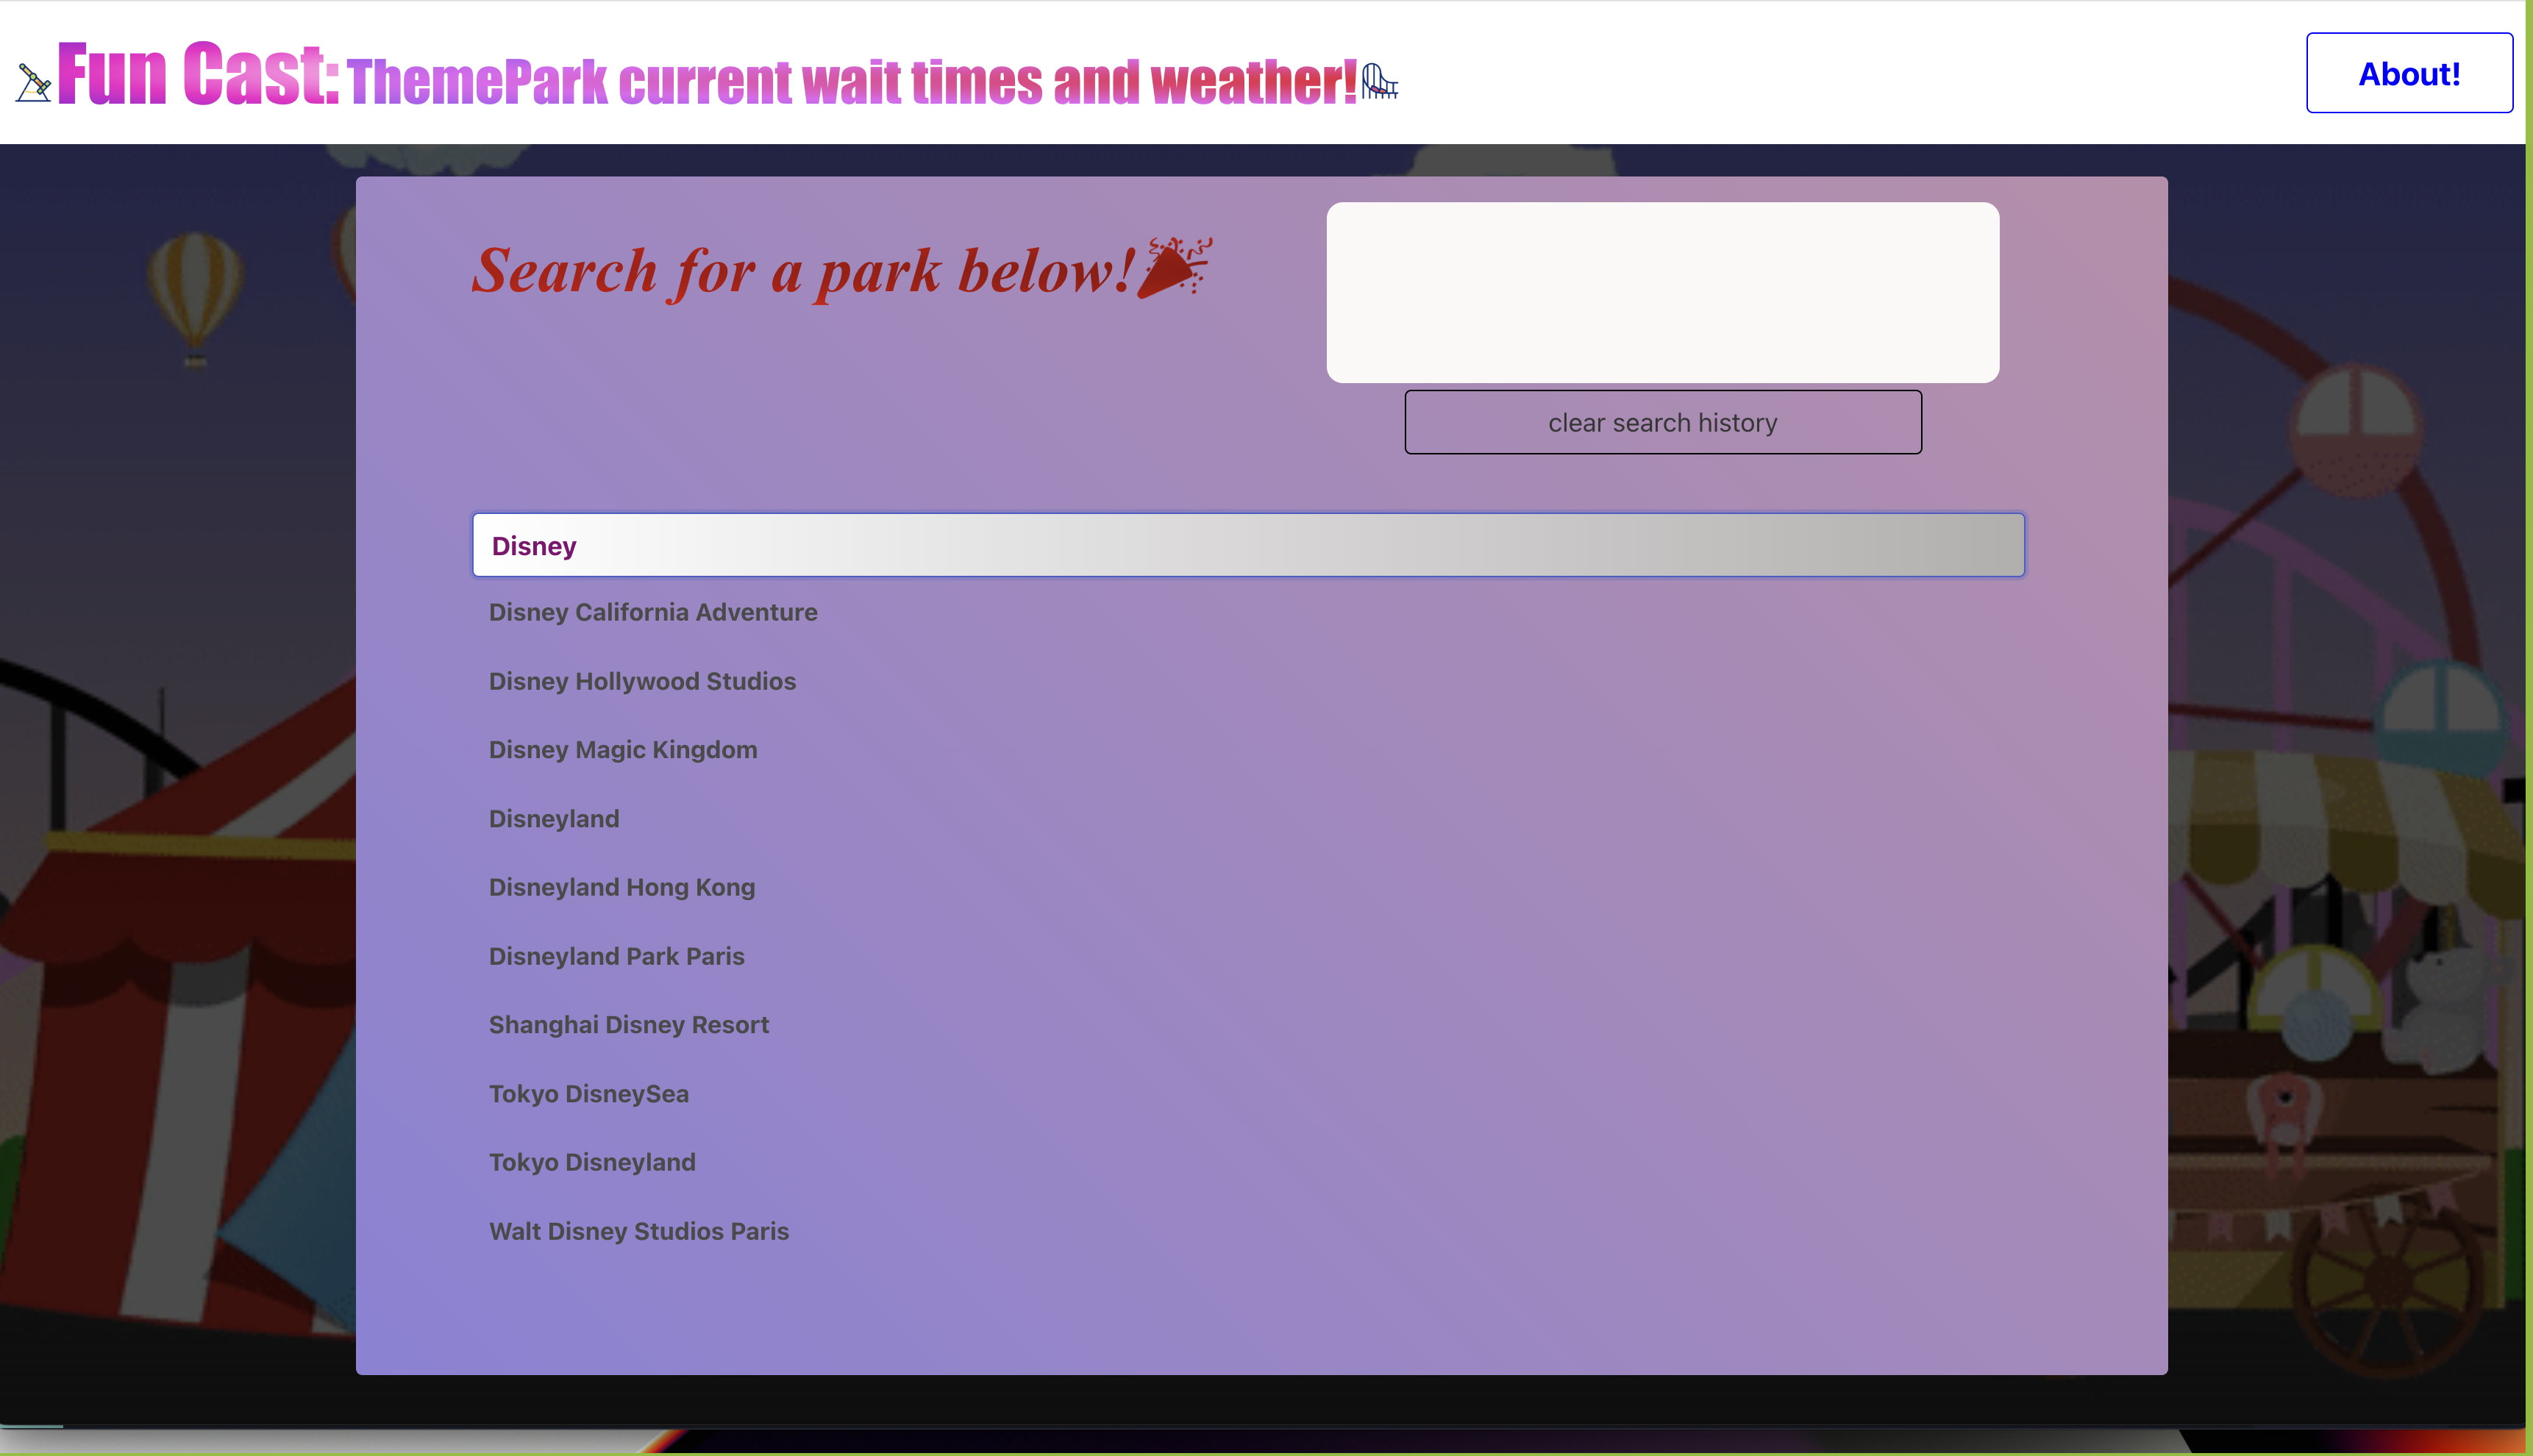 Fun Cast: ThemePark current wait times and weather!
About!
Search for a park below!
clear search history
Disney
Disney California Adventure
Disney Hollywood Studios
Disney Magic Kingdom
Disneyland
Disneyland Hong Kong
Disneyland Park Paris
Shanghai Disney Resort
Tokyo DisneySea
Tokyo Disneyland
Walt Disney Studios Paris